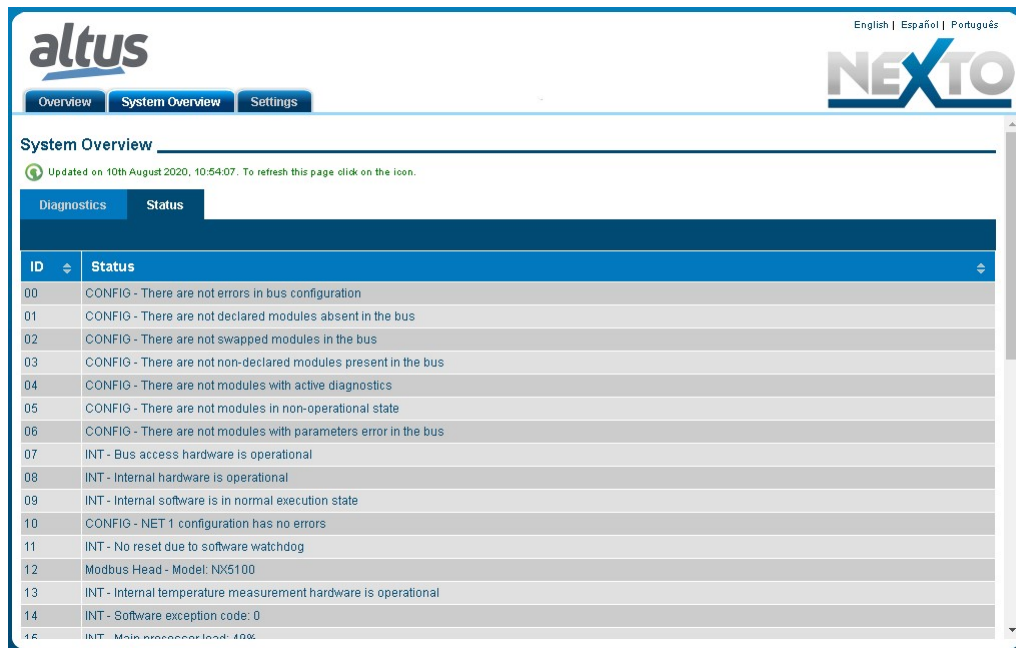 English | Español | Português
altus
NEXTO
Overview System Overview Settings
System Overview
Updated on 10th August 2020, 10:54:07. To refresh this page click on the icon.
Diagnostics Status
ID Status
00 CONFIG - There are not errors in bus configuration
01 CONFIG - There are not declared modules absent in the bus
02 CONFIG - There are not swapped modules in the bus
03 CONFIG - There are not non-declared modules present in the bus
04 CONFIG - There are not modules with active diagnostics
05 CONFIG - There are not modules in non-operational state
06 CONFIG - There are not modules with parameters error in the bus
07 INT - Bus access hardware is operational
08 INT - Internal hardware is operational
09 INT - Internal software is in normal execution state
10 CONFIG - NET 1 configuration has no errors
11 INT - No reset due to software watchdog
12 Modbus Head - Model: NX5100
13 INT - Internal temperature measurement hardware is operational
14 INT - Software exception code: 0
15 INT - Main processor load: 49%